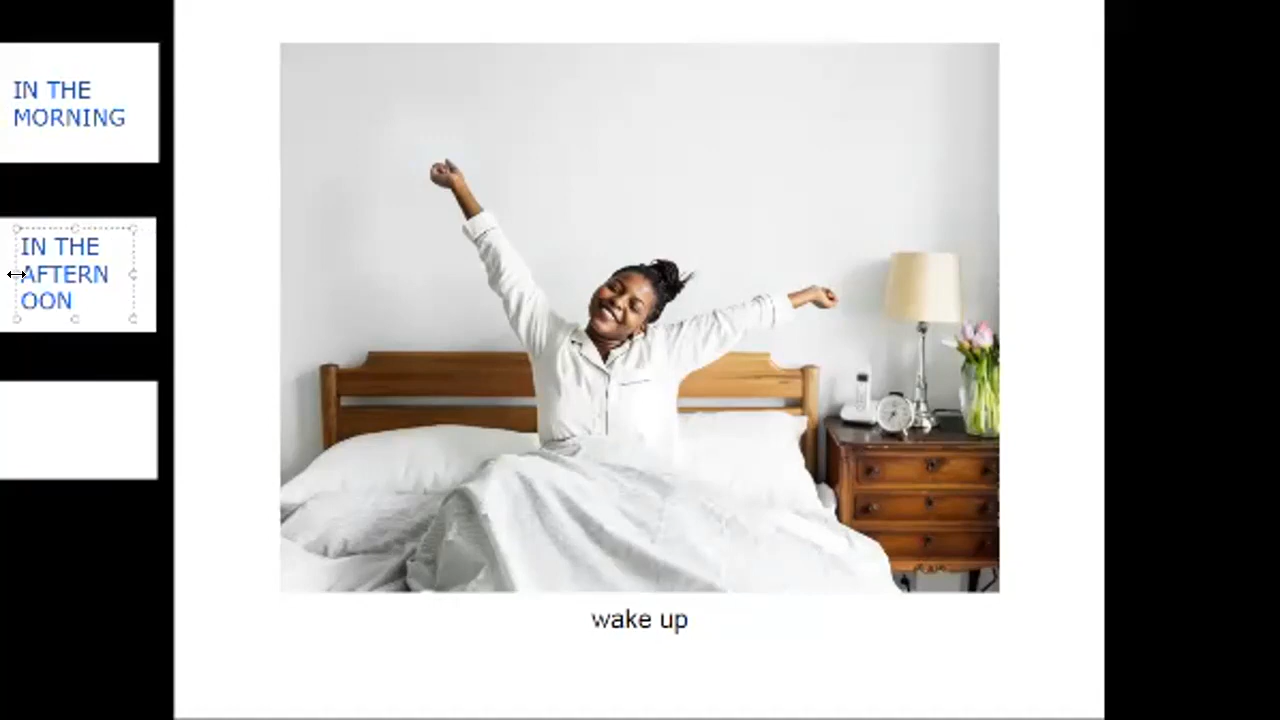 IN THE
MORNING
IN THE
AFTERN
OON
wake up